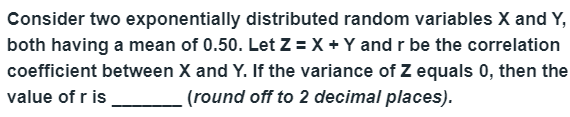 Consider two exponentially distributed random variables X and Y,
both having a mean of 0.50. Let Z = X + Y and r be the correlation
coefficient between X and Y. If the variance of Z equals 0, then the
value of r is _______ (round off to 2 decimal places).